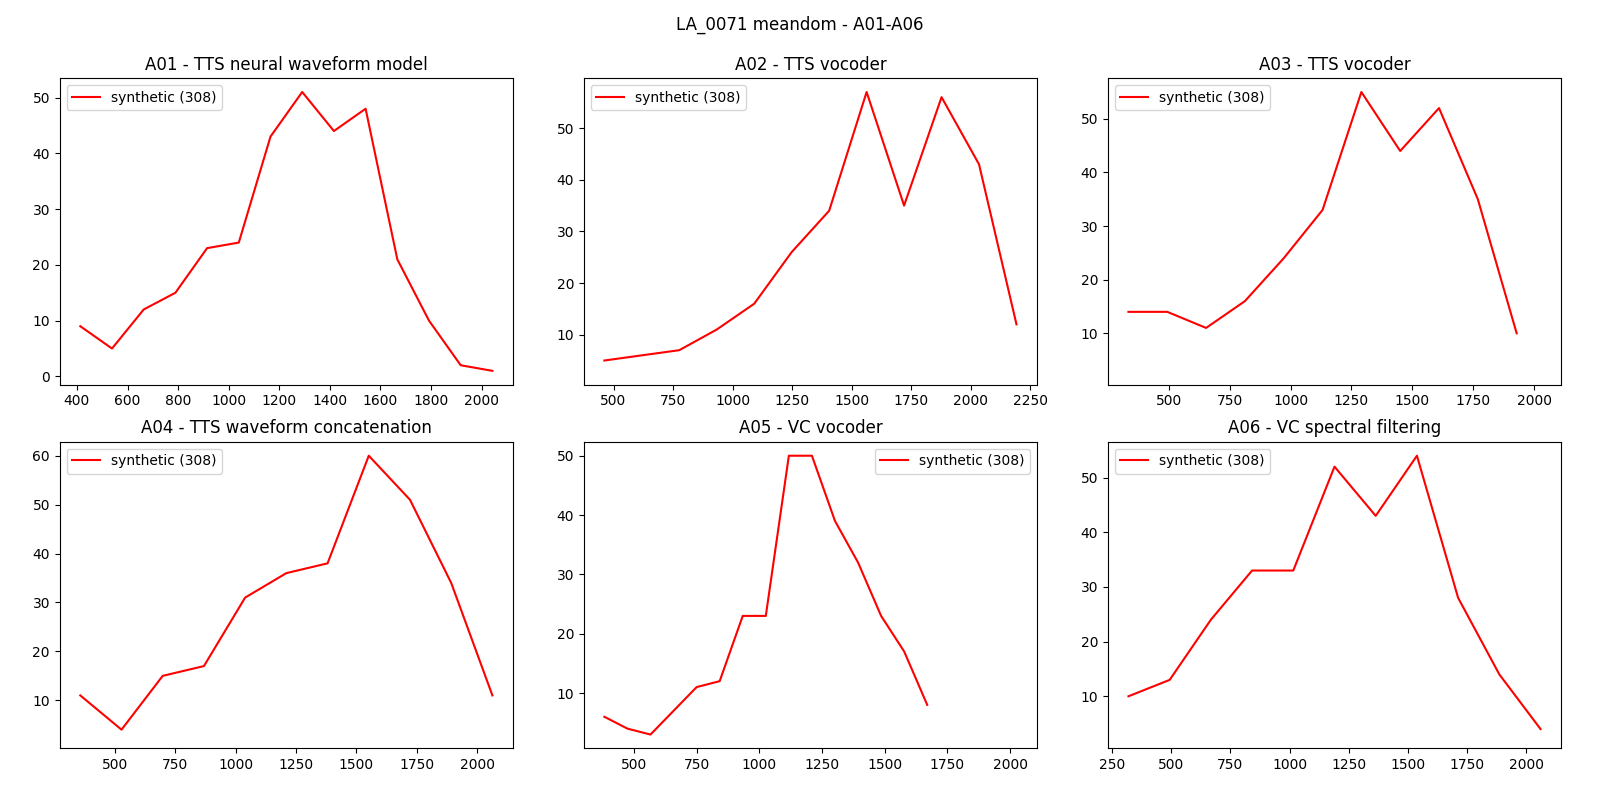 LA_0071 meandom - A01-A06
A01 - TTS neural waveform model
A02 - TTS vocoder
A03 - TTS vocoder
synthetic (308)
synthetic (308)
synthetic (308)
50
40
30
20
10
0
50
40
30
20
10
50
40
30
20
10
400 600 800 1000 1200 1400 1600 1800 2000
500 750 1000 1250 1500 1750 2000 2250
500 750 1000 1250 1500 1750 2000
A04 - TTS waveform concatenation
A05 - VC vocoder
A06 - VC spectral filtering
synthetic (308)
synthetic (308)
synthetic (308)
60
50
40
30
20
10
50
40
30
20
10
50
40
30
20
10
500 750 1000 1250 1500 1750 2000
500 750 1000 1250 1500 1750 2000
250 500 750 1000 1250 1500 1750 2000